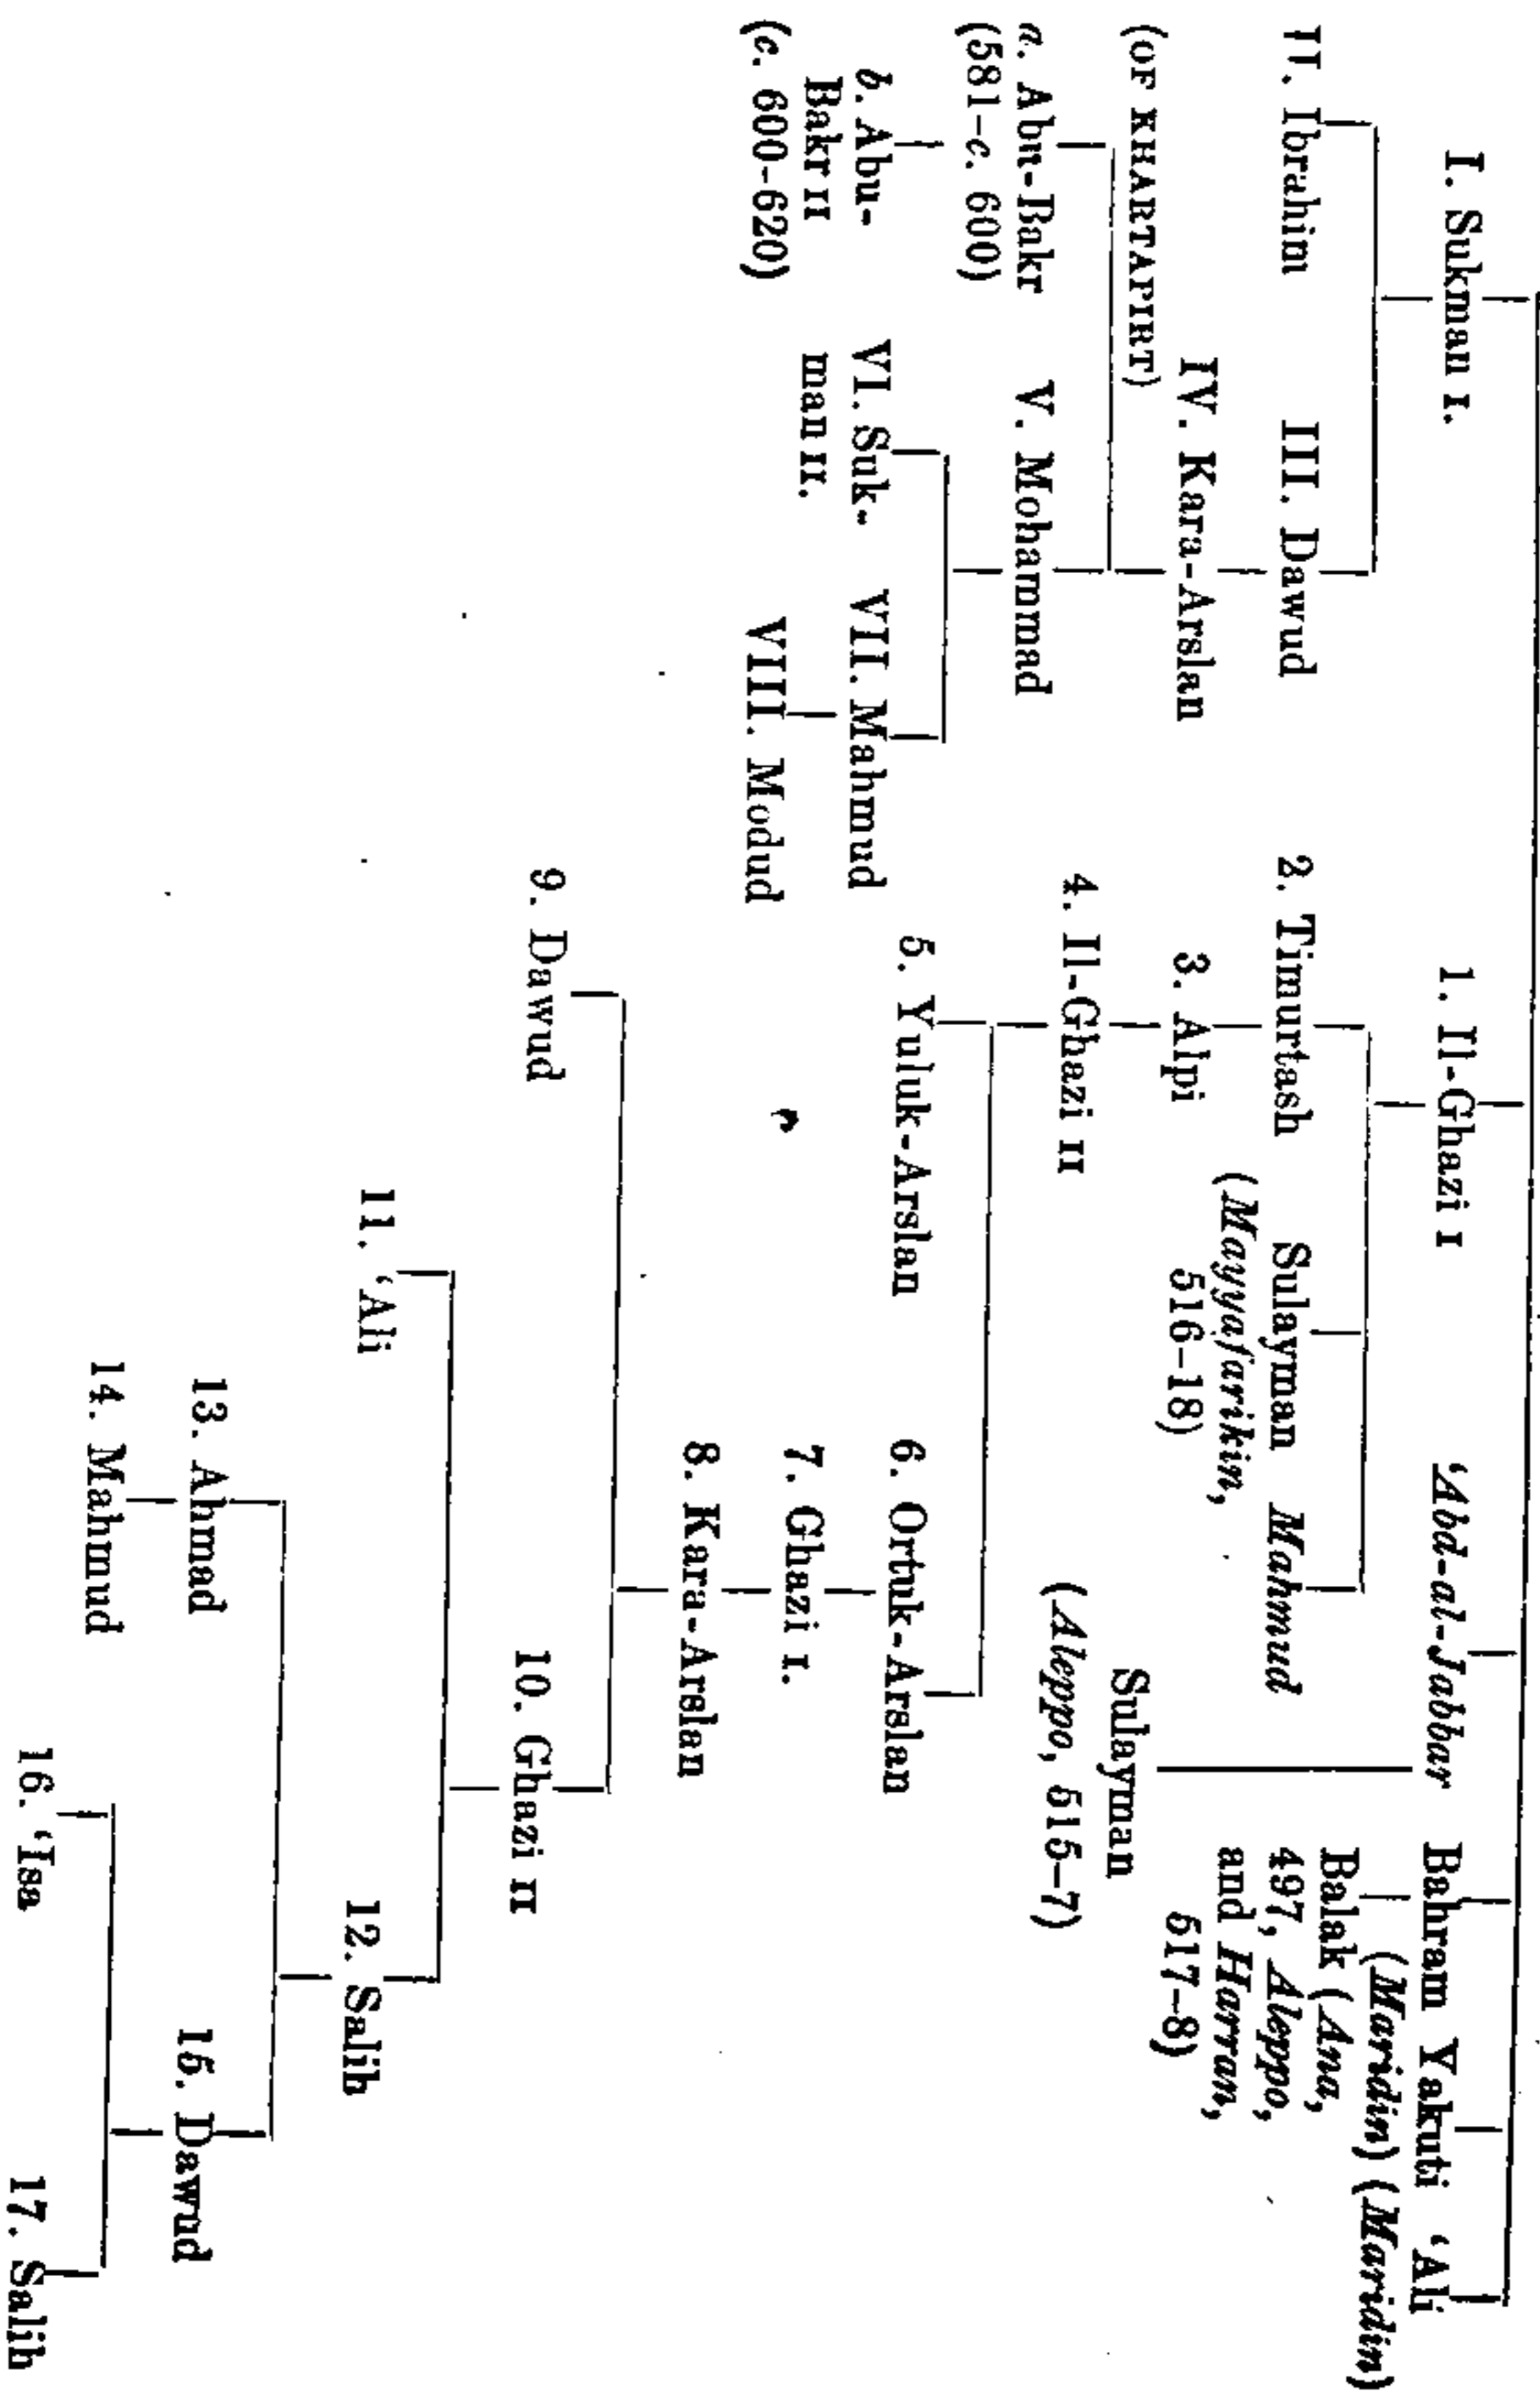 I. Sukman I.
1. Il-Ghazi I
‘Abd-al-Jabbar
Bahram Yakuti ‘Ali
(Maridin) (Maridin)
II. Ibrahim
III. Dawud
2. Timurtash
Sulayman
(Mayyafarikin,
516-18)
Mahmud
Balak (Ana,
497, Aleppo,
and Harran,
517-8)
IV. Kara-Arslan
3. Alpi
Sulayman
(Aleppo, 515-7)
(OF KHARTAPIRT)
a. Abu-Bakr
(581-c. 600)
V. Mohammad
4. Il-Ghazi II
b. Abu-
Bakr II
(c. 600-620)
VI. Suk-
man II.
VII. Mahmud
5. Yuluk-Arslan
6. Ortuk-Arslan
VIII. Modud
7. Ghazi I.
8. Kara-Arslan
9. Dawud
10. Ghazi II
11. ‘Ali
12. Salih
13. Ahmad
15. Dawud
14. Mahmud
16. ‘Isa
17. Salih